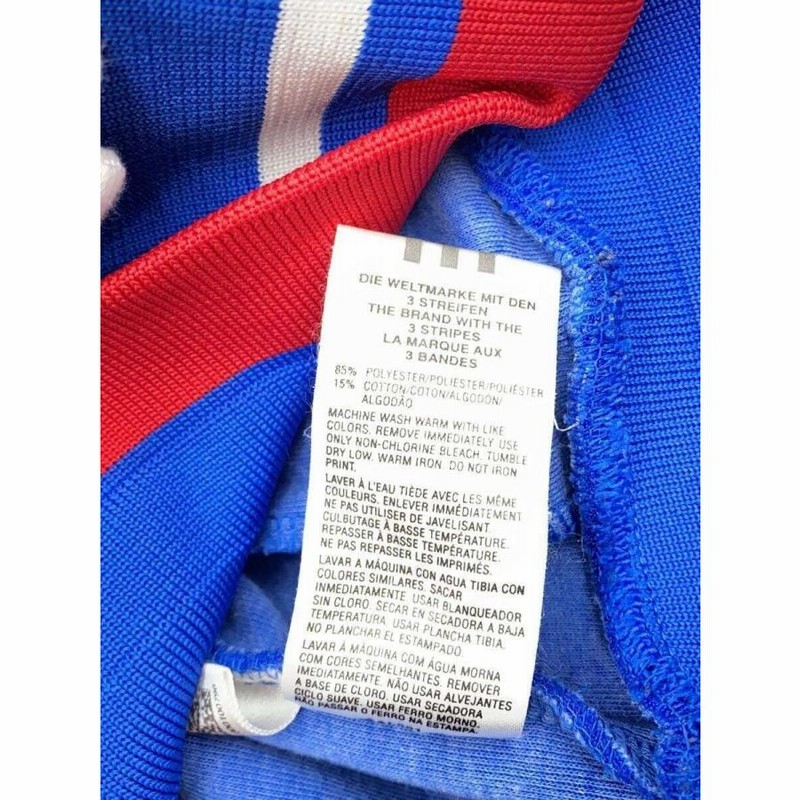 DIE WELTMARKE MIT DEN
3 STREIFEN
THE BRAND WITH THE
3 STRIPES
LA MARQUE AUX
3 BANDES
85% POLYESTER/POLIESTER/POLIÉSTER
15% COTTON/COTON/ALGODON/
ALGODÃO
MACHINE WASH WARM WITH LIKE
COLORS. REMOVE IMMEDIATELY. USE
ONLY NON-CHLORINE BLEACH. TUMBLE
DRY LOW. WARM IRON. DO NOT IRON
PRINT.
LAVER À L'EAU TIÈDE AVEC LES MÊME
COULEURS. ENLEVER IMMÉDIATEMENT.
NE PAS UTILISER DE JAVELISANT.
CULBUTAGE À BASSE TEMPÉRATURE.
REPASSER À BASSE TEMPÉRATURE.
NE PAS REPASSER LES IMPRIMÉS.
LAVAR A MÁQUINA CON AGUA TIBIA CON
COLORES SIMILARES. SACAR
INMEDIATAMENTE. USAR BLANQUEADOR
SIN CLORO. SECAR EN SECADORA A BAJA
TEMPERATURA. USAR PLANCHA TIBIA.
NO PLANCHAR EL ESTAMPADO.
LAVAR À MÁQUINA COM ÁGUA MORNA
COM CORES SEMELHANTES. REMOVER
IMEDIATAMENTE. NÃO USAR ALVEJANTES
A BASE DE CLORO. USAR SECADORA
CICLO SUAVE. USAR FERRO MORNO.
NÃO PASSAR O FERRO NA ESTAMPA.